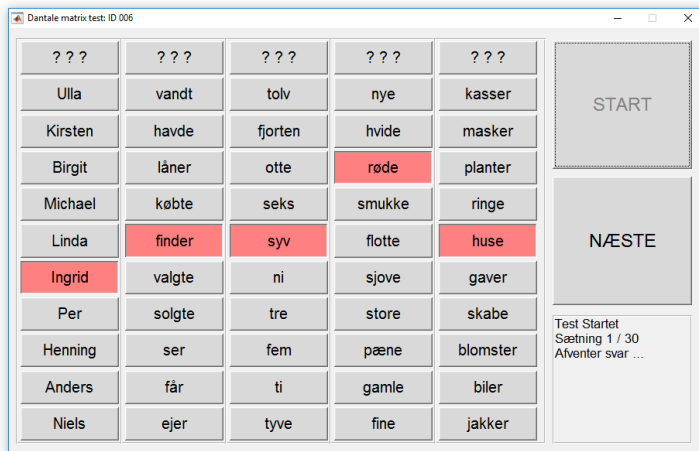 Dantale matrix test: ID 006
? ? ? ? ? ? ? ? ? ? ? ? ? ? ?
Ulla vandt tolv nye kasser
Kirsten havde fjorten hvide masker
Birgit låner otte røde planter
Michael købte seks smukke ringe
Linda finder syv flotte huse
Ingrid valgte ni sjove gaver
Per solgte tre store skabe
Henning ser fem pæne blomster
Anders får ti gamle biler
Niels ejer tyve fine jakker
START
NÆSTE
Test Startet
Sætning 1 / 30
Afventer svar ...